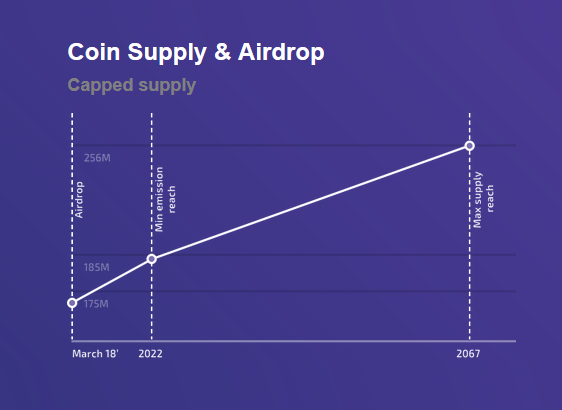 Coin Supply & Airdrop
Capped supply
256M
Airdrop
Min emission
reach
Max supply
reach
185M
175M
March 18'
2022
2067